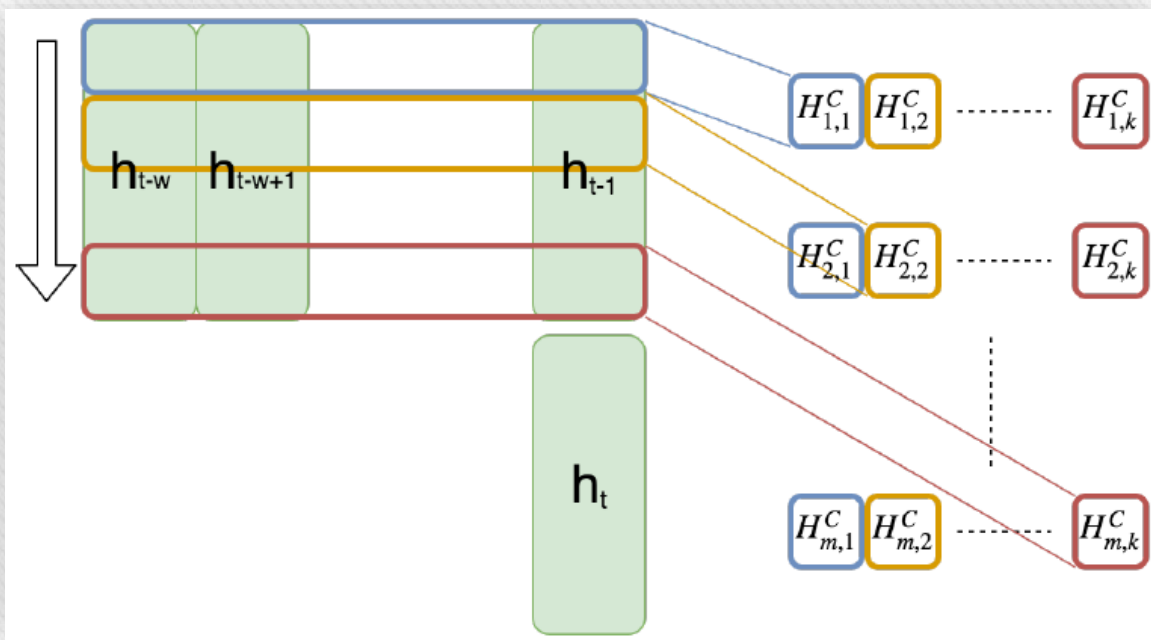 H^C_{1,1} H^C_{1,2} H^C_{1,k}
h_{t-w} h_{t-w+1} h_{t-1}
H^C_{2,1} H^C_{2,2} H^C_{2,k}
h_t
H^C_{m,1} H^C_{m,2} H^C_{m,k}